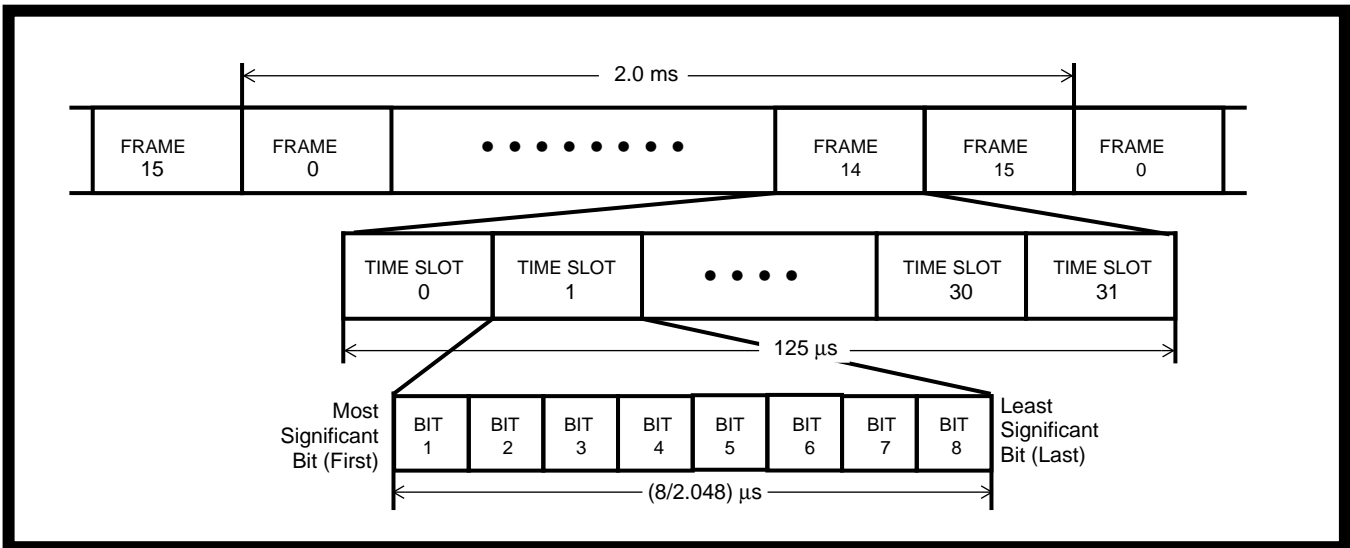 2.0 ms
FRAME
15
FRAME
0
FRAME
14
FRAME
15
FRAME
0
TIME SLOT
0
TIME SLOT
1
TIME SLOT
30
TIME SLOT
31
125 μs
Most
Significant
Bit (First)
BIT
1
BIT
2
BIT
3
BIT
4
BIT
5
BIT
6
BIT
7
BIT
8
Least
Significant
Bit (Last)
(8/2.048) μs